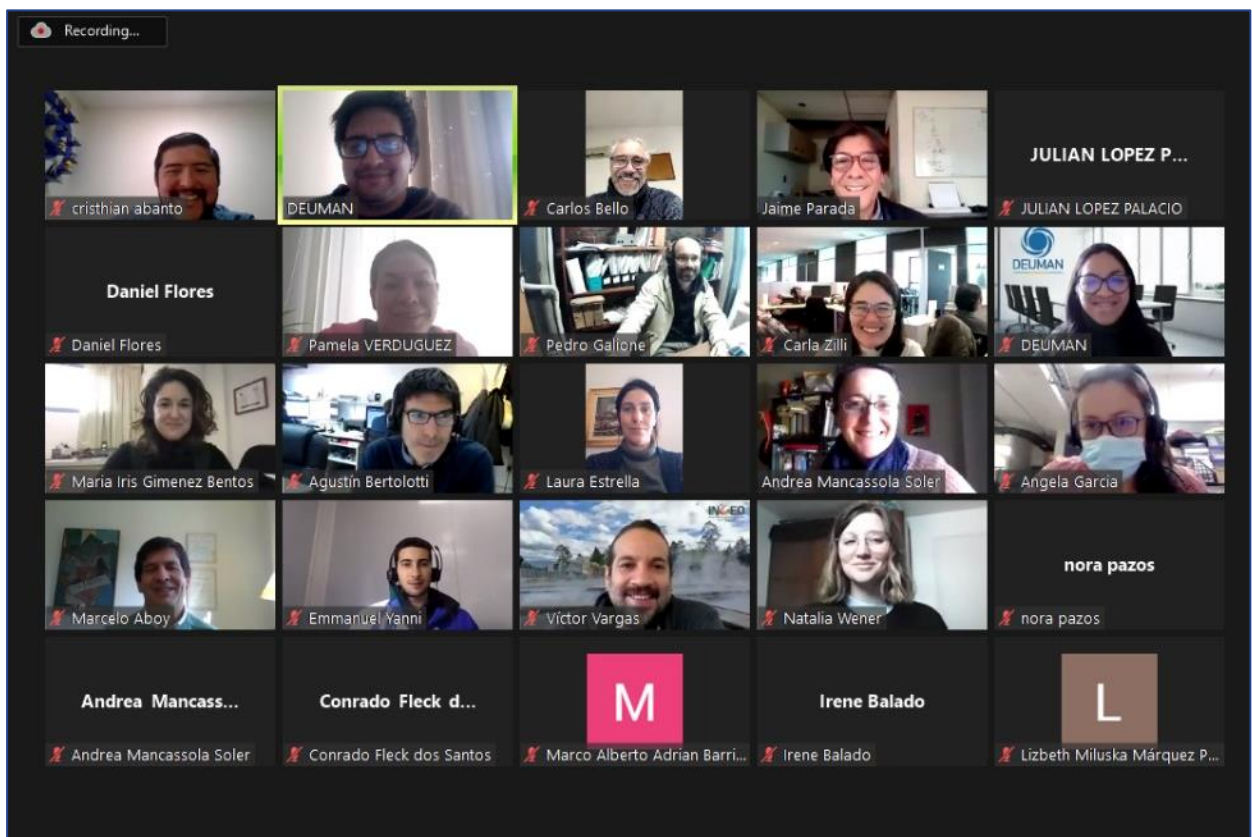 Recording...
cristhian abanto
DEUMAN
Carlos Bello
Jaime Parada
JULIAN LOPEZ P...
JULIAN LOPEZ PALACIO
Daniel Flores
Daniel Flores
Pamela VERDUGUEZ
Pedro Galione
Carla Zilli
DEUMAN
DEUMAN
Maria Iris Gimenez Bentos
Agustín Bertolotti
Laura Estrella
Andrea Mancassola Soler
Angela Garcia
Marcelo Aboy
Emmanuel Yanni
Víctor Vargas
Natalia Wener
nora pazos
nora pazos
Andrea Mancass...
Andrea Mancassola Soler
Conrado Fleck d...
Conrado Fleck dos Santos
M
Marco Alberto Adrian Barri...
Irene Balado
Irene Balado
L
Lizbeth Miluska Márquez P...